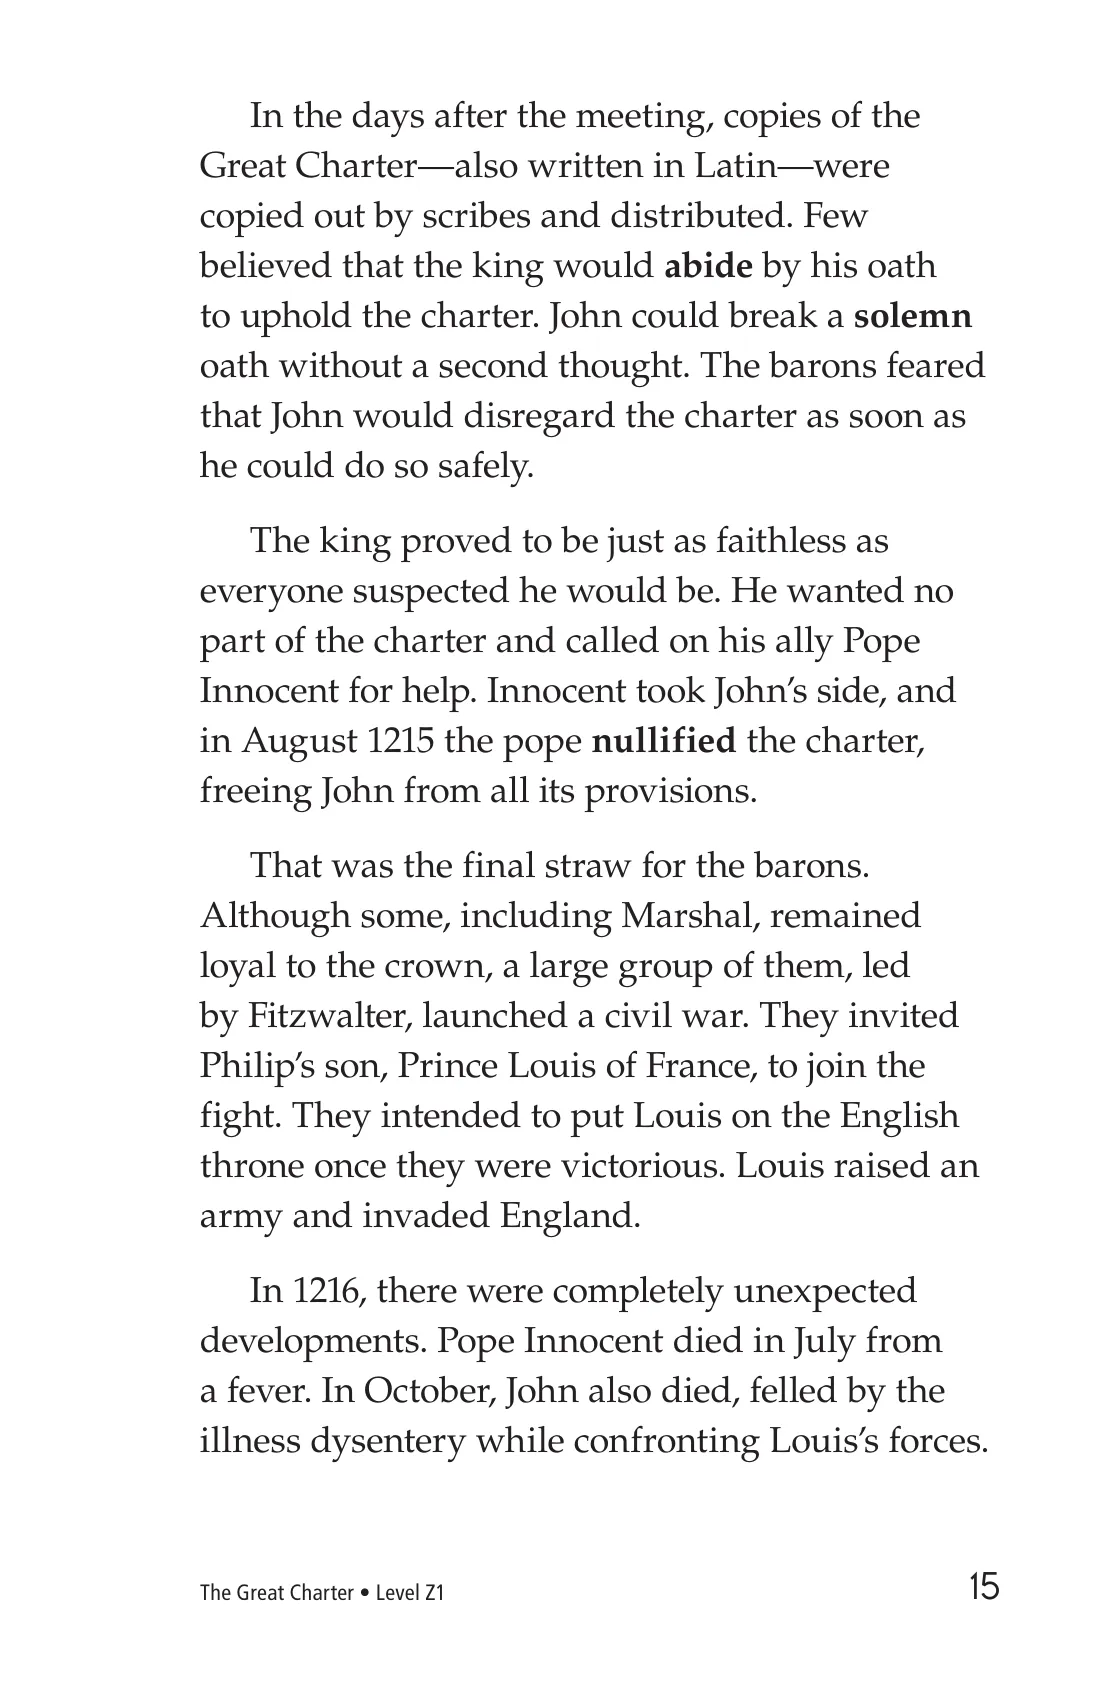 In the days after the meeting, copies of the
Great Charter—also written in Latin—were
copied out by scribes and distributed. Few
believed that the king would abide by his oath
to uphold the charter. John could break a solemn
oath without a second thought. The barons feared
that John would disregard the charter as soon as
he could do so safely.
The king proved to be just as faithless as
everyone suspected he would be. He wanted no
part of the charter and called on his ally Pope
Innocent for help. Innocent took John’s side, and
in August 1215 the pope nullified the charter,
freeing John from all its provisions.
That was the final straw for the barons.
Although some, including Marshal, remained
loyal to the crown, a large group of them, led
by Fitzwalter, launched a civil war. They invited
Philip’s son, Prince Louis of France, to join the
fight. They intended to put Louis on the English
throne once they were victorious. Louis raised an
army and invaded England.
In 1216, there were completely unexpected
developments. Pope Innocent died in July from
a fever. In October, John also died, felled by the
illness dysentery while confronting Louis’s forces.
The Great Charter • Level Z1
15